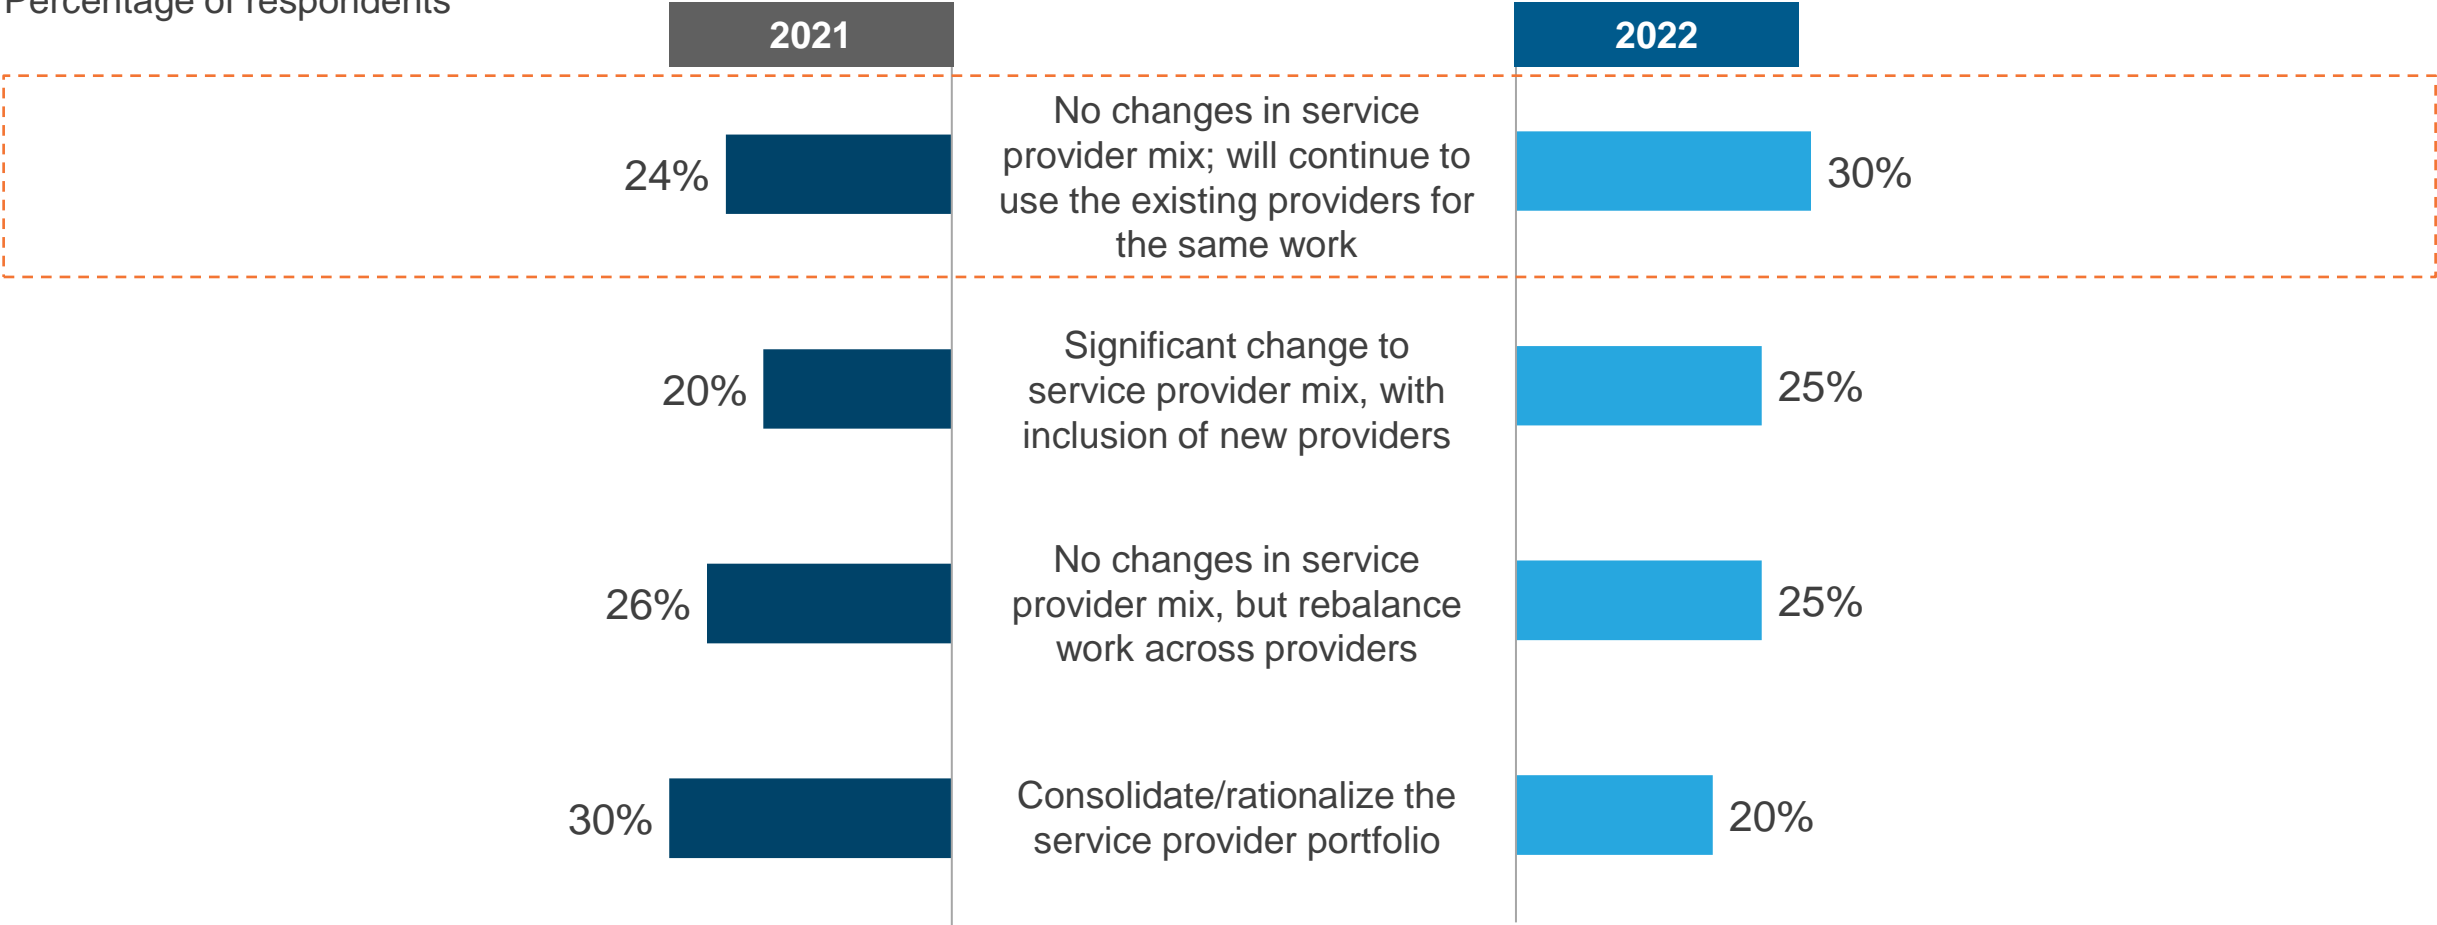 Percentage of respondents
2021
2022
24%
No changes in service
provider mix; will continue to
use the existing providers for
the same work
30%
20%
Significant change to
service provider mix, with
inclusion of new providers
25%
26%
No changes in service
provider mix, but rebalance
work across providers
25%
30%
Consolidate/rationalize the
service provider portfolio
20%